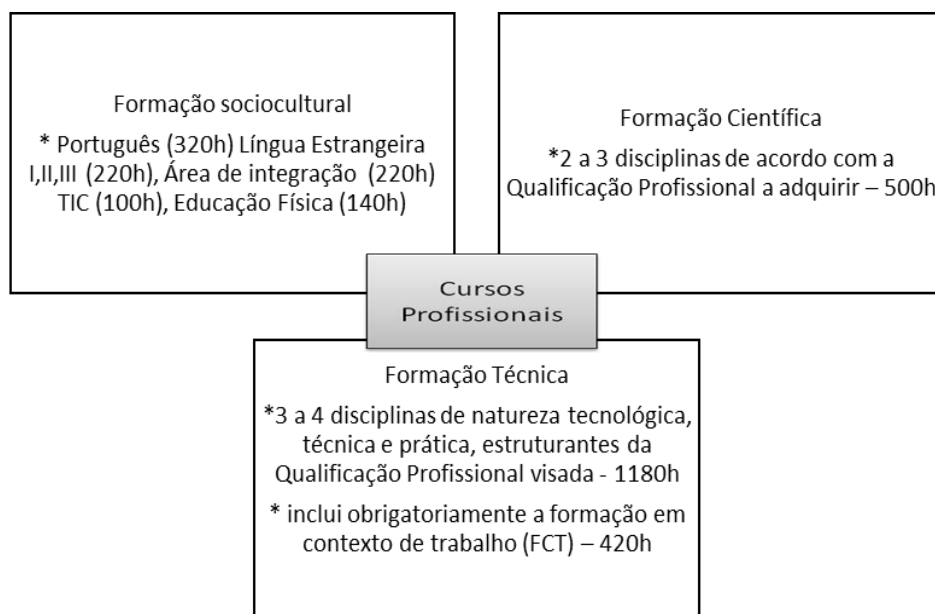 Formação sociocultural
* Português (320h) Língua Estrangeira
I,II,III (220h), Área de integração (220h)
TIC (100h), Educação Física (140h)
Formação Científica
*2 a 3 disciplinas de acordo com a
Qualificação Profissional a adquirir – 500h
Cursos
Profissionais
Formação Técnica
*3 a 4 disciplinas de natureza tecnológica,
técnica e prática, estruturantes da
Qualificação Profissional visada - 1180h
* inclui obrigatoriamente a formação em
contexto de trabalho (FCT) – 420h